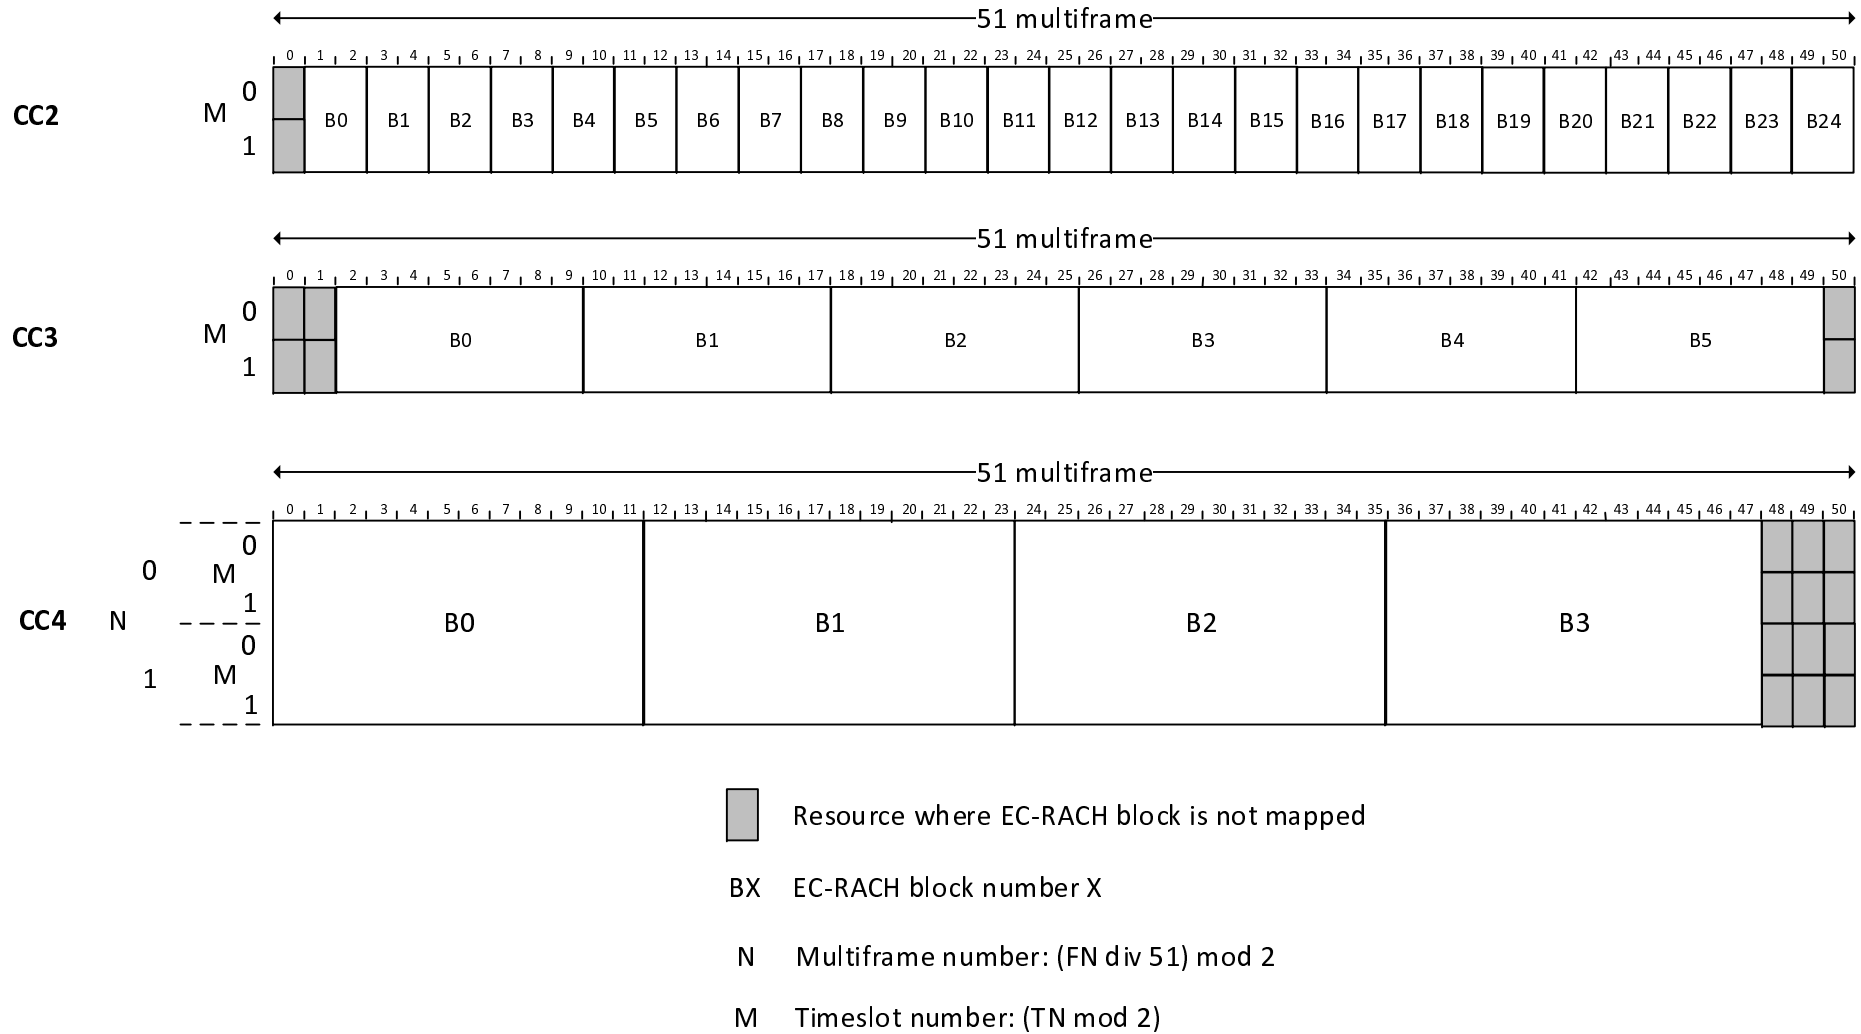 51 multiframe
0 1 2 3 4 5 6 7 8 9 10 11 12 13 14 15 16 17 18 19 20 21 22 23 24 25 26 27 28 29 30 31 32 33 34 35 36 37 38 39 40 41 42 43 44 45 46 47 48 49 50
0
CC2 M B0 B1 B2 B3 B4 B5 B6 B7 B8 B9 B10 B11 B12 B13 B14 B15 B16 B17 B18 B19 B20 B21 B22 B23 B24
1
51 multiframe
0 1 2 3 4 5 6 7 8 9 10 11 12 13 14 15 16 17 18 19 20 21 22 23 24 25 26 27 28 29 30 31 32 33 34 35 36 37 38 39 40 41 42 43 44 45 46 47 48 49 50
0
CC3 M B0 B1 B2 B3 B4 B5
1
51 multiframe
0 1 2 3 4 5 6 7 8 9 10 11 12 13 14 15 16 17 18 19 20 21 22 23 24 25 26 27 28 29 30 31 32 33 34 35 36 37 38 39 40 41 42 43 44 45 46 47 48 49 50
0
0 M
1
CC4 N B0 B1 B2 B3
0
1 M
1
Resource where EC-RACH block is not mapped
BX EC-RACH block number X
N Multiframe number: (FN div 51) mod 2
M Timeslot number: (TN mod 2)